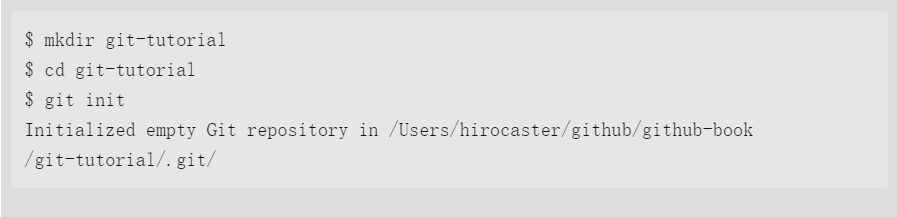 $ mkdir git-tutorial
$ cd git-tutorial
$ git init
Initialized empty Git repository in /Users/hirocaster/github/github-book
/git-tutorial/.git/